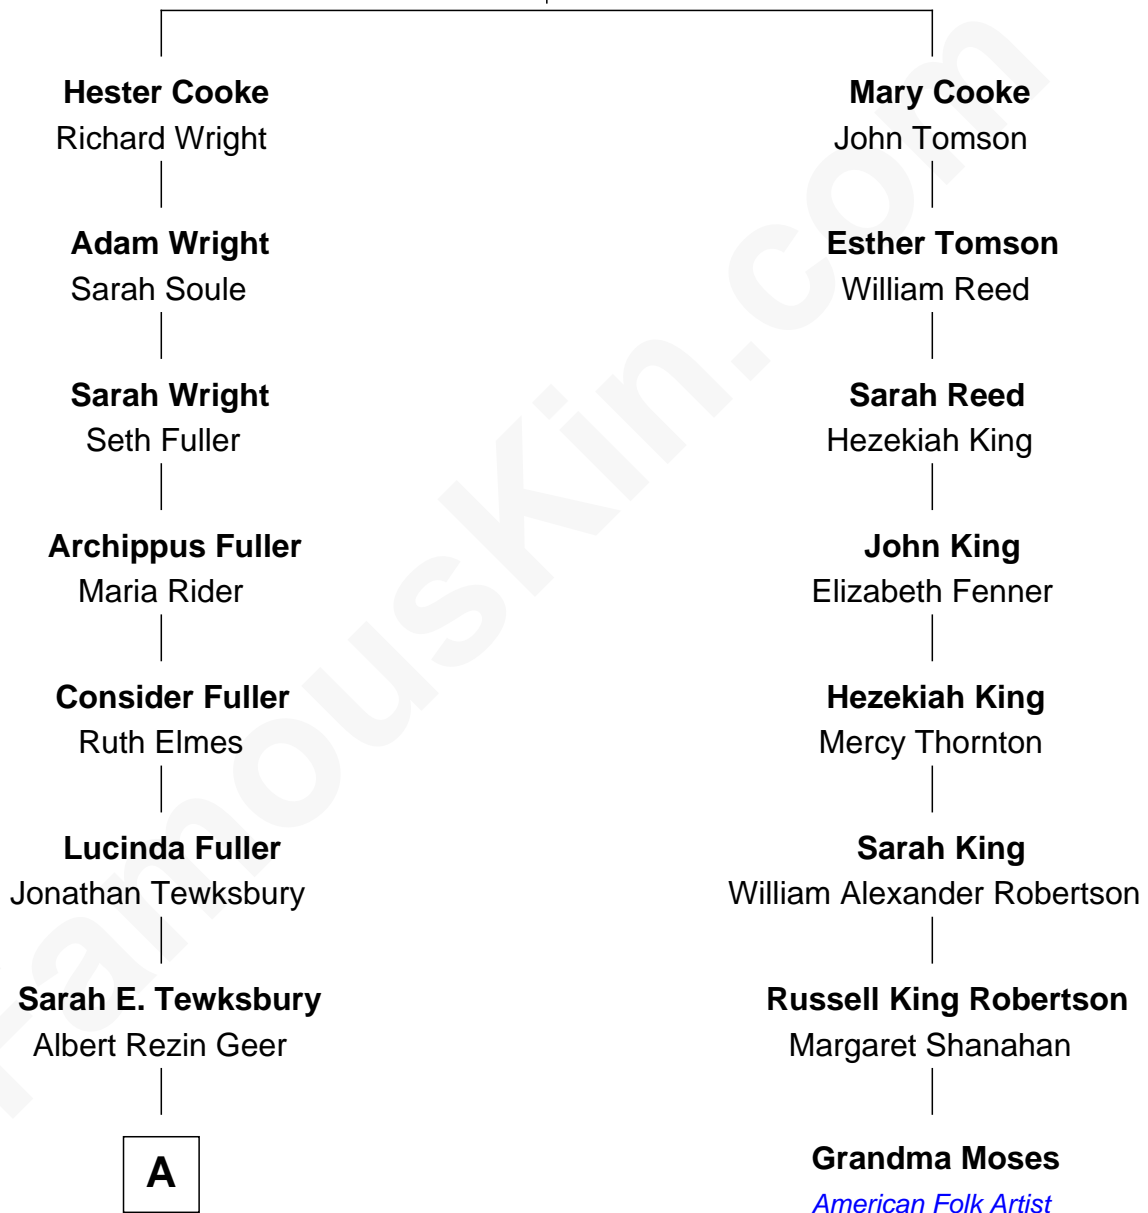 Hester Cooke
Richard Wright
Mary Cooke
John Tomson
Adam Wright
Sarah Soule
Esther Tomson
William Reed
Sarah Wright
Seth Fuller
Sarah Reed
Hezekiah King
Archippus Fuller
Maria Rider
John King
Elizabeth Fenner
Consider Fuller
Ruth Elmes
Hezekiah King
Mercy Thornton
Lucinda Fuller
Jonathan Tewksbury
Sarah King
William Alexander Robertson
Sarah E. Tewksbury
Albert Rezin Geer
Russell King Robertson
Margaret Shanahan
A
Grandma Moses
American Folk Artist
FamousKin.com